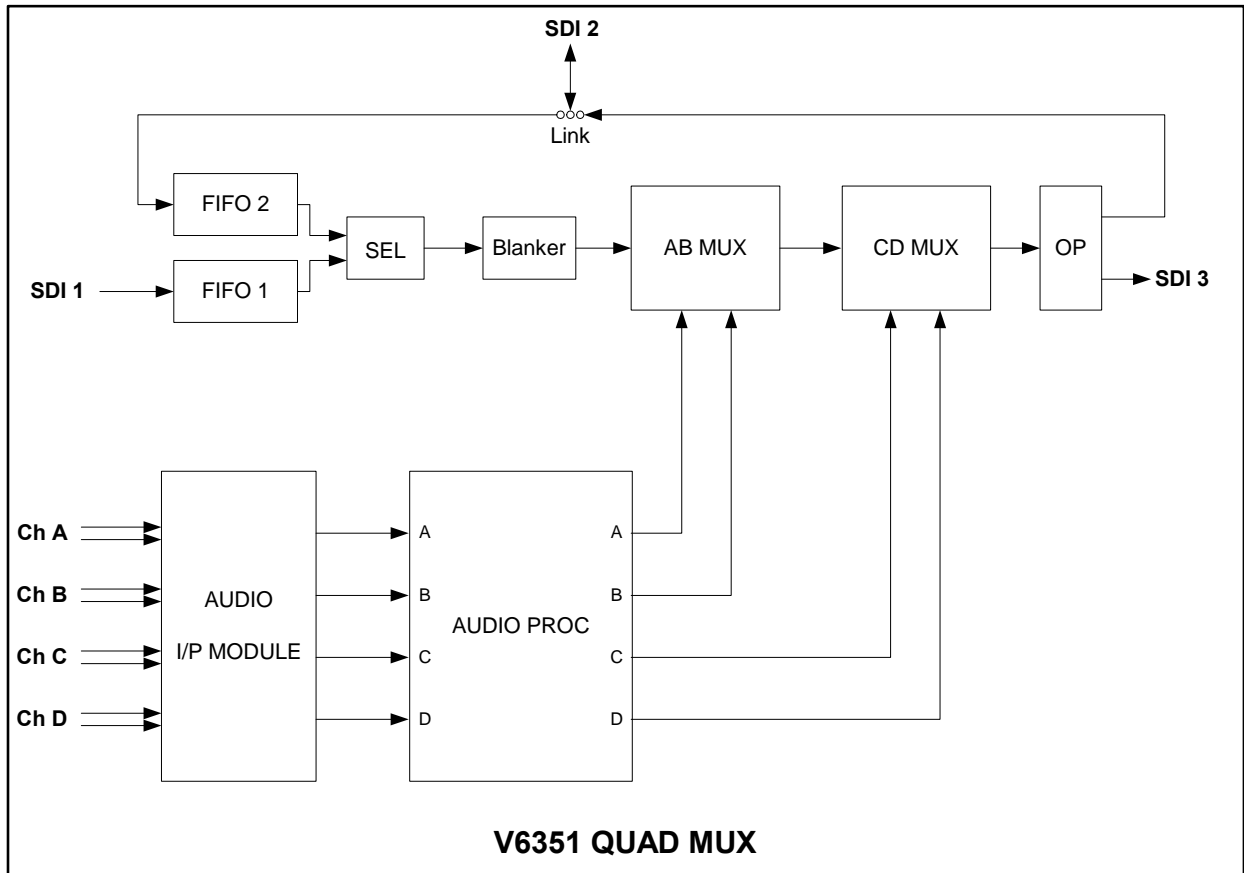 SDI 2
Link
FIFO 2
SEL
Blanker
AB MUX
CD MUX
OP
SDI 1
FIFO 1
SDI 3
Ch A
Ch B
Ch C
Ch D
AUDIO
I/P MODULE
A
B
C
D
AUDIO PROC
A
B
C
D
V6351 QUAD MUX